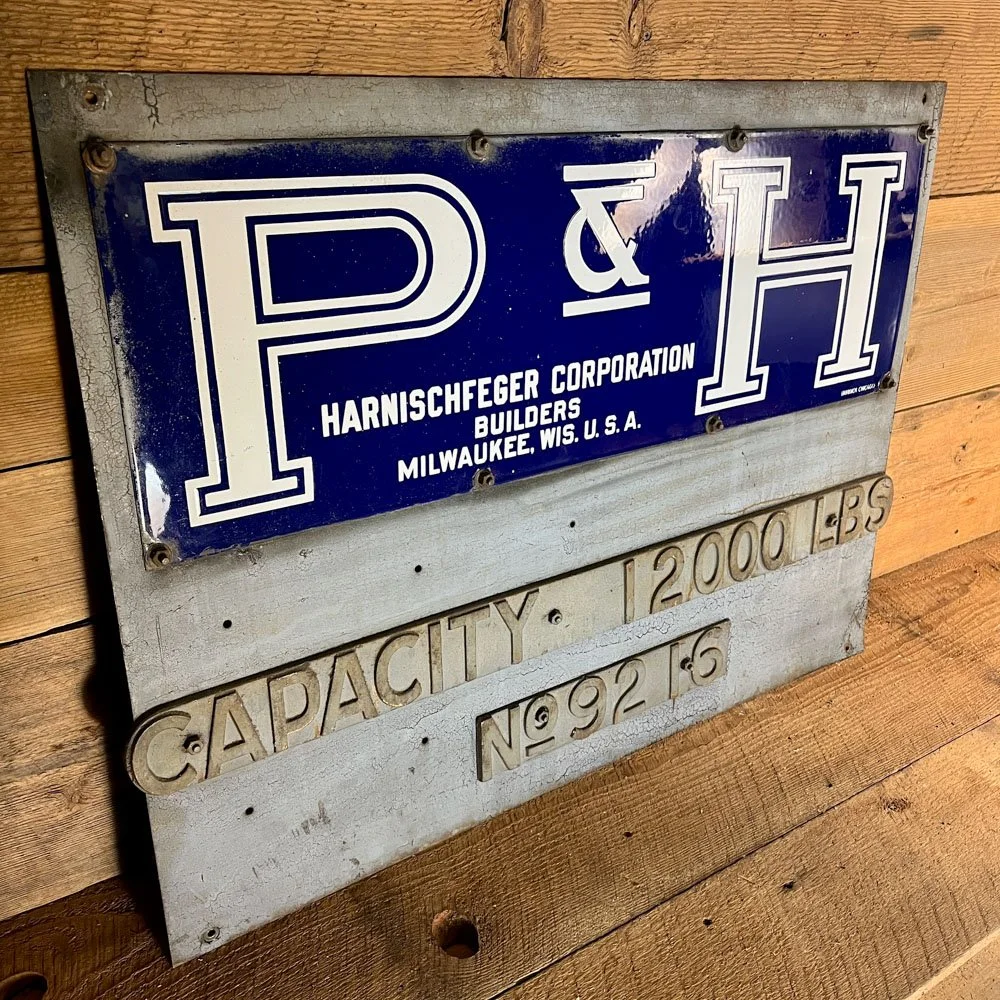 P & H
HARNISCHFEGER CORPORATION
BUILDERS
MILWAUKEE, WIS. U. S. A.
CAPACITY 12000 LBS
Nº 9216